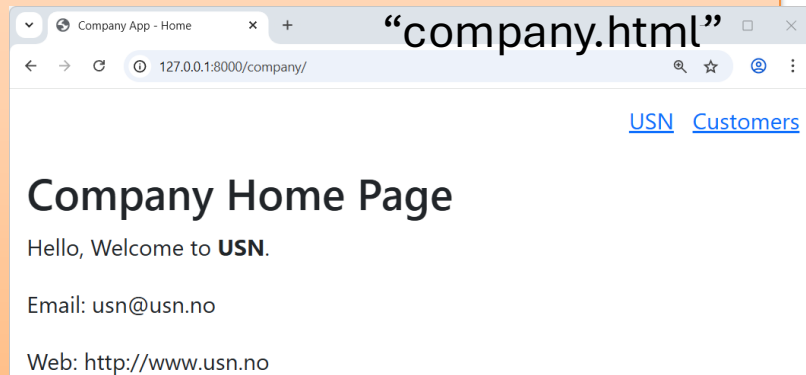 Company App - Home
“company.html”
127.0.0.1:8000/company/
USN Customers
Company Home Page
Hello, Welcome to USN.
Email: usn@usn.no
Web: http://www.usn.no